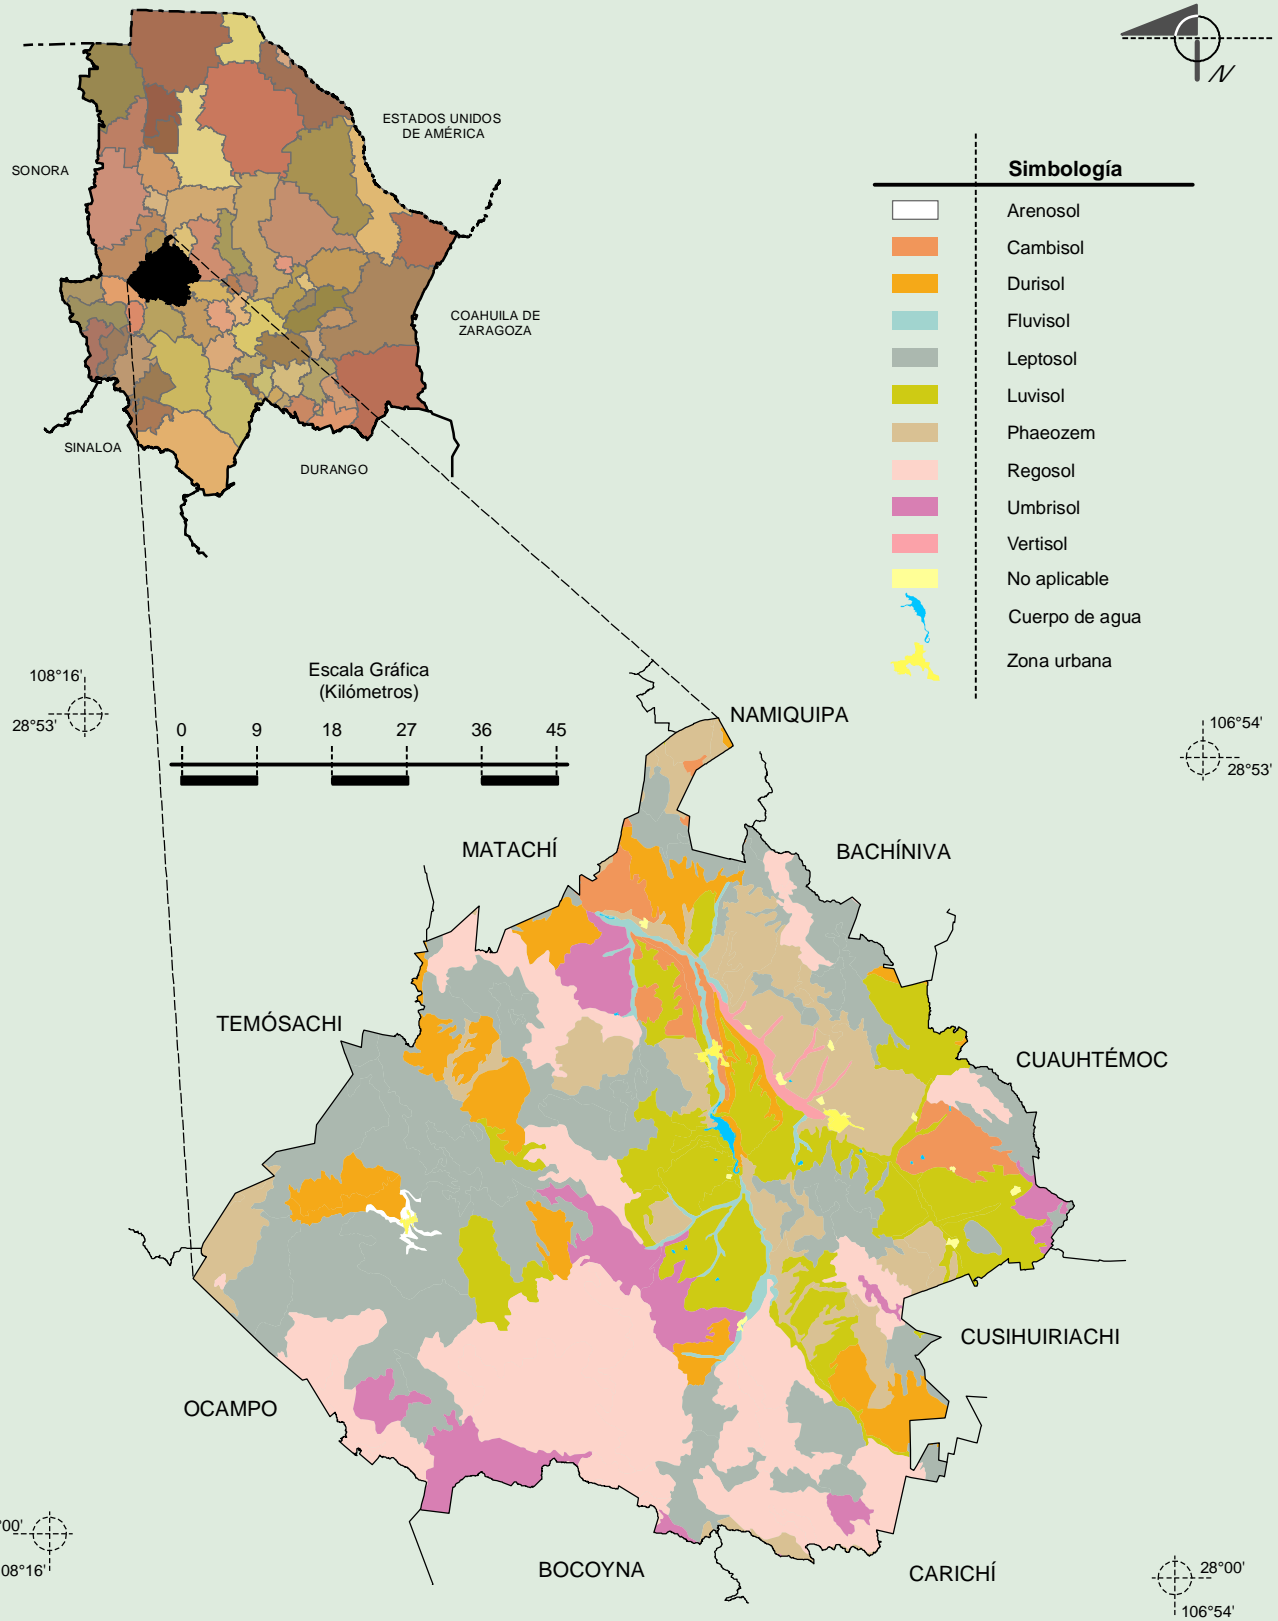 N
ESTADOS UNIDOS
DE AMÉRICA
SONORA
COAHUILA DE
ZARAGOZA
SINALOA
DURANGO
Simbología
Arenosol
Cambisol
Durisol
Fluvisol
Leptosol
Luvisol
Phaeozem
Regosol
Umbrisol
Vertisol
No aplicable
Cuerpo de agua
Zona urbana
108°16'
28°53'
Escala Gráfica
(Kilómetros)
0 9 18 27 36 45
106°54'
28°53'
NAMIQUIPA
MATACHÍ
BACHÍNIVA
TEMÓSACHI
CUAUHTÉMOC
CUSIHUIRIACHI
OCAMPO
BOCOYNA
CARICHÍ
°00'
08°16'
28°00'
106°54'